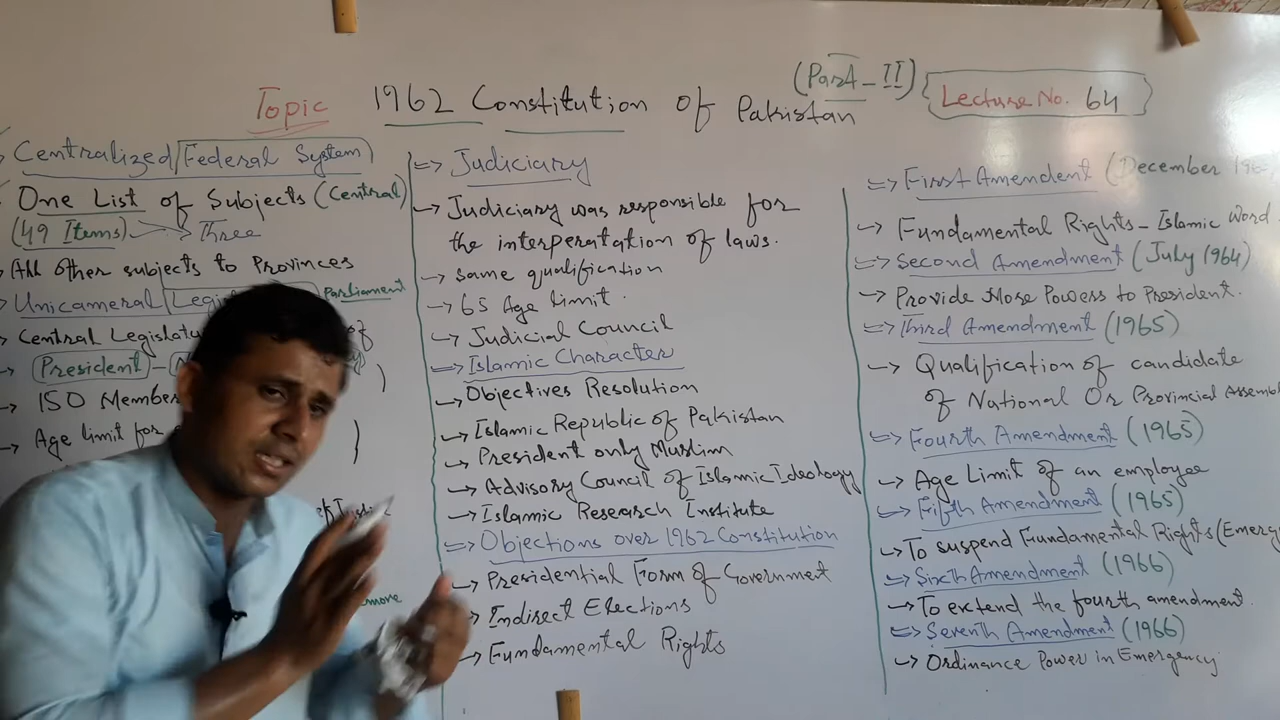 Topic 1962 Constitution of Pakistan (Part-II) Lecture No. 64
Centralized Federal System
One List of Subjects (Central)
(49 Items) Three
All other subjects to Provinces
Unicameral Parliament
Central
President
150
Age limit for
more
⇒ Judiciary
→ Judiciary was responsible for
the interperatation of laws.
→ same qualification
→ 65 Age Limit.
→ Judicial Council
⇒ Islamic Character
→ Objectives Resolution
→ Islamic Republic of Pakistan
→ President only Muslim
→ Advisory Council of Islamic Ideology
→ Islamic Research Institute
⇒ Objections over 1962 Constitution
→ Presidential Form of Government
→ Indirect Elections
→ Fundamental Rights
⇒ First Amendent (December
→ Fundamental Rights - Islamic Word
⇒ Second Amendment (July 1964)
→ Provide More Powers to President.
⇒ Third Amendment (1965)
→ Qualification of candidate
of National Or Provincial
⇒ Fourth Amendment (1965)
→ Age Limit of an employee
⇒ Fifth Amendment (1965)
→ To suspend Fundamental Rights
⇒ Sixth Amendment (1966)
→ To extend the fourth amendment.
⇒ Seventh Amendment (1966)
→ Ordinance Power in Emergency